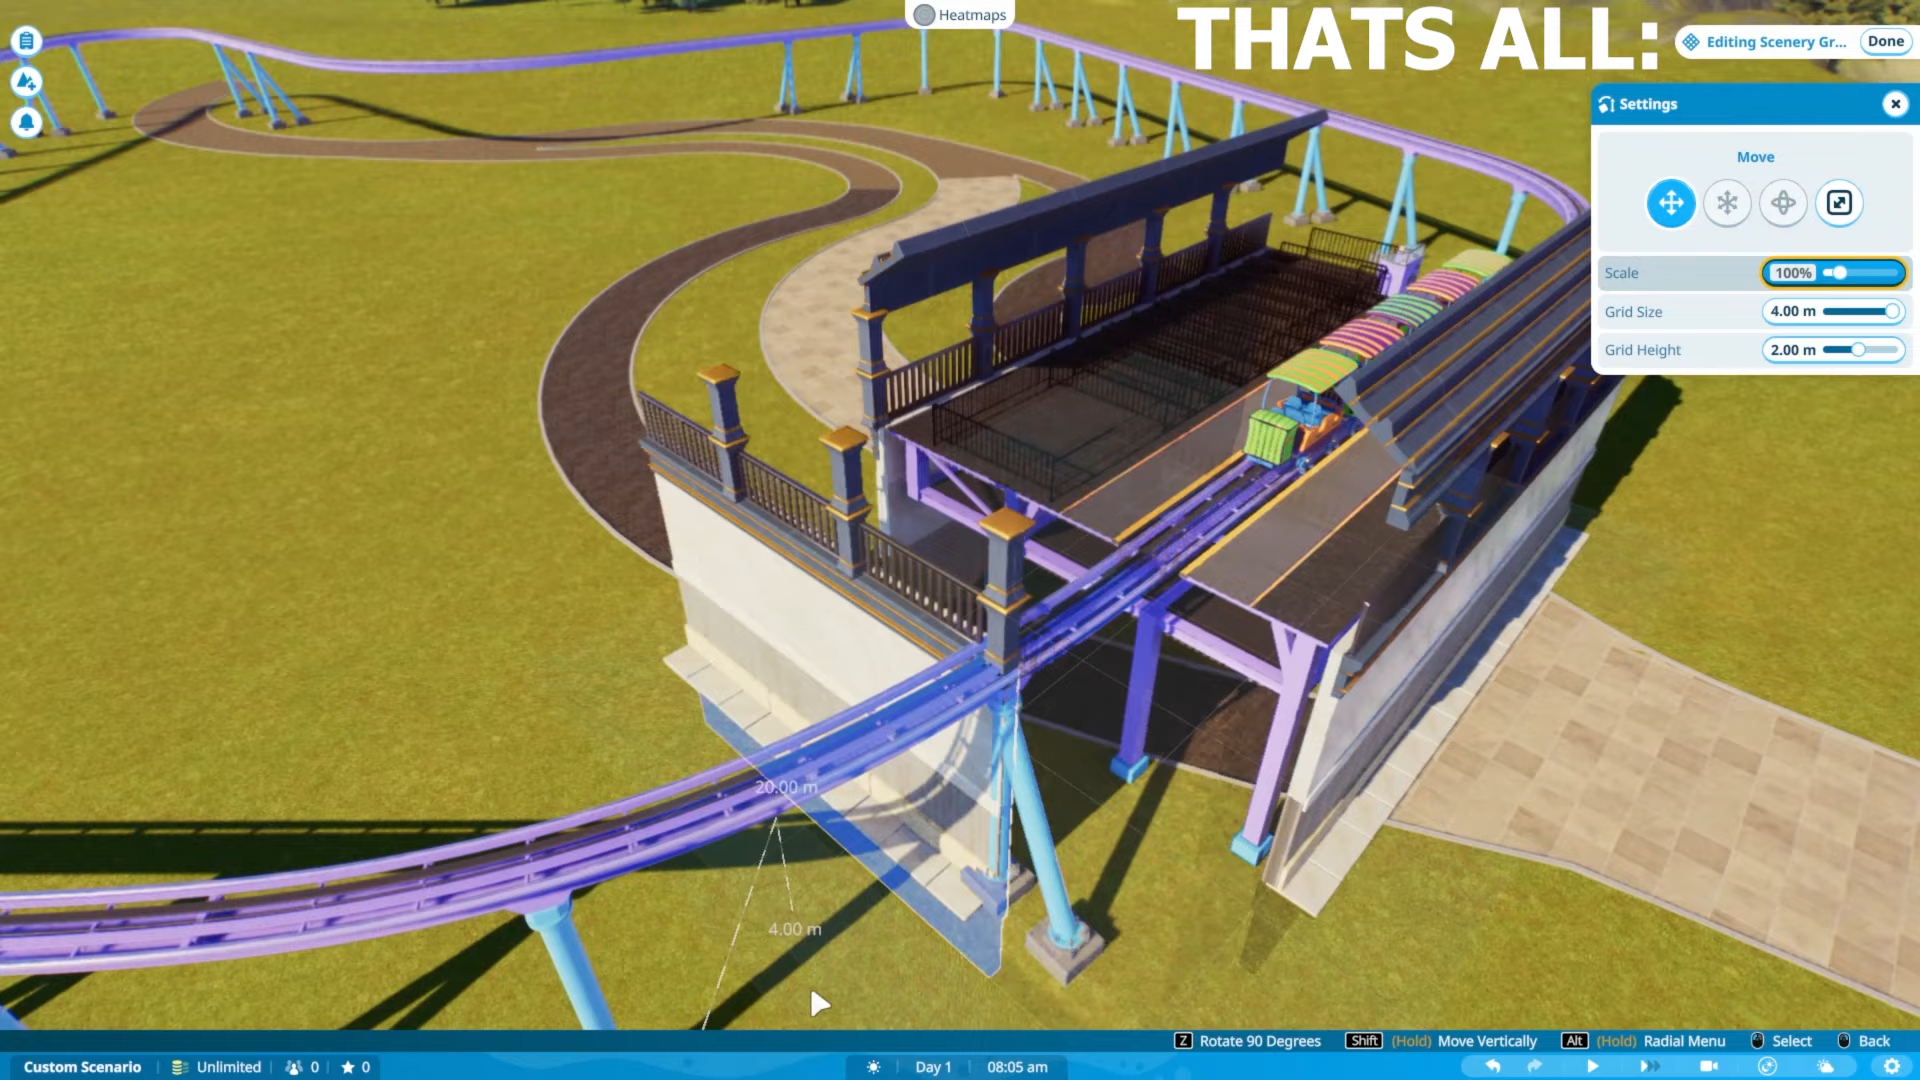 Heatmaps
THATS ALL:
Editing Scenery Gr...
Done
Settings
Move
Scale
100%
Grid Size
4.00 m
Grid Height
2.00 m
20.00 m
4.00 m
Z Rotate 90 Degrees
Shift (Hold) Move Vertically
Alt (Hold) Radial Menu
Select
Back
Custom Scenario
Unlimited
0
0
Day 1
08:05 am